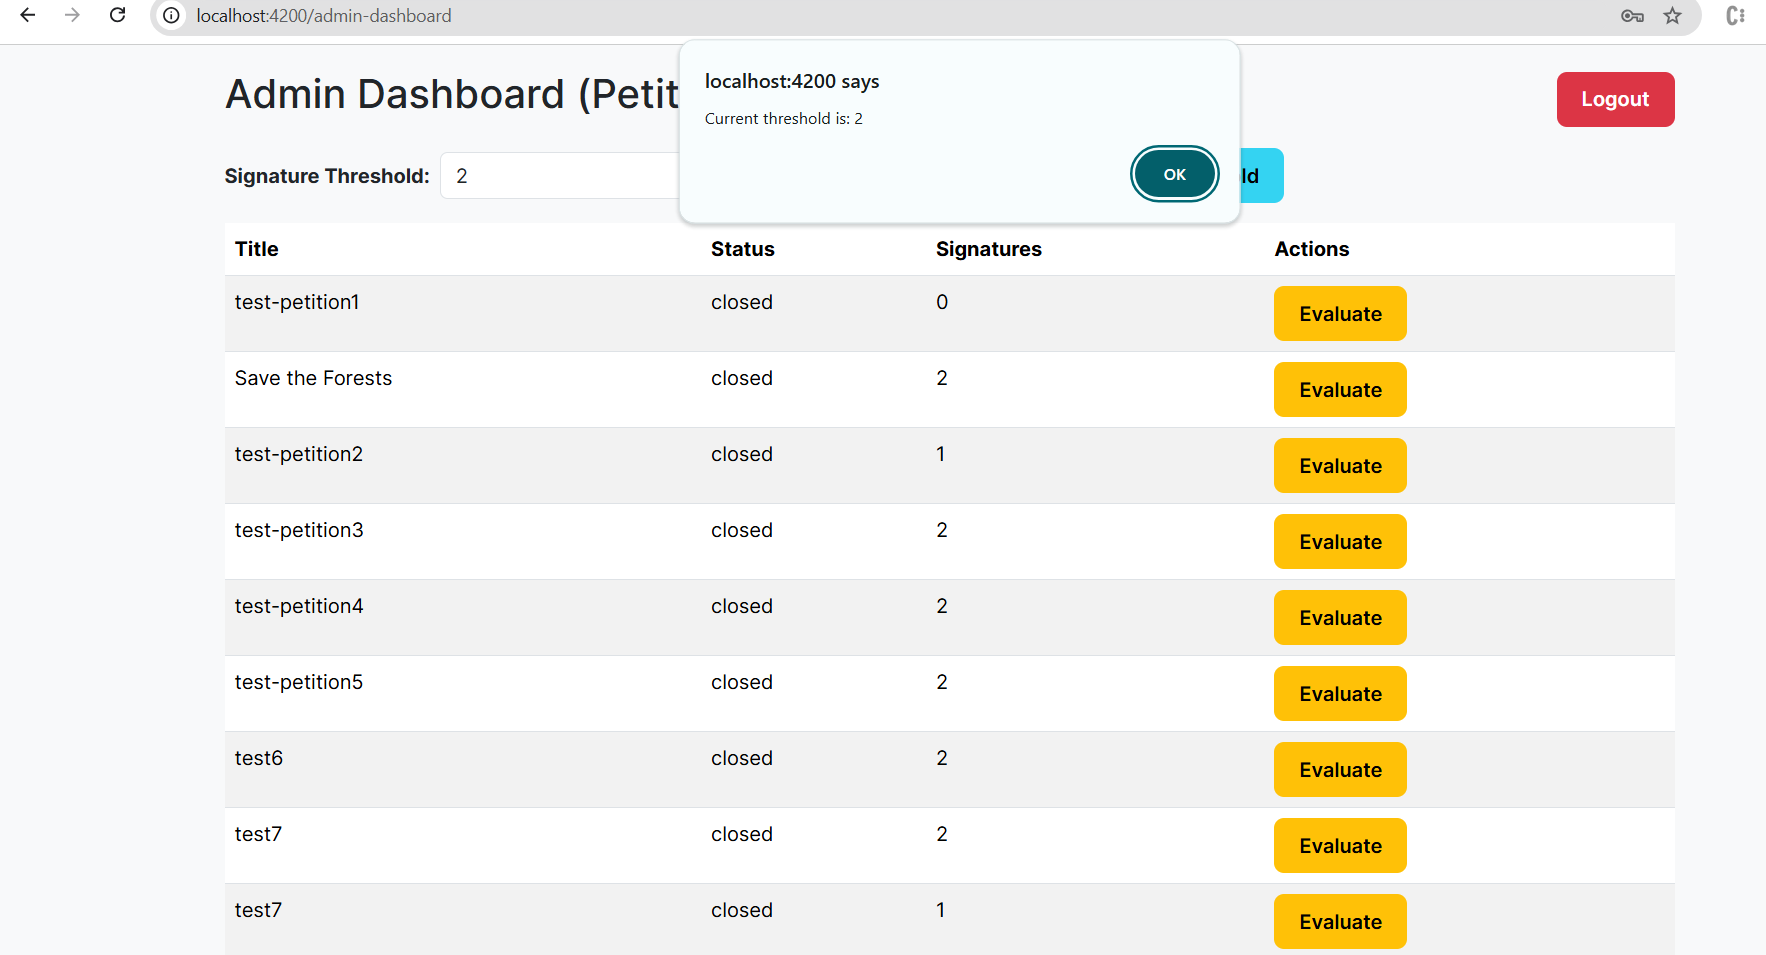 localhost:4200/admin-dashboard
localhost:4200 says
Current threshold is: 2
OK
Admin Dashboard
Logout
Signature Threshold: 2
Title Status Signatures Actions
test-petition1 closed 0 Evaluate
Save the Forests closed 2 Evaluate
test-petition2 closed 1 Evaluate
test-petition3 closed 2 Evaluate
test-petition4 closed 2 Evaluate
test-petition5 closed 2 Evaluate
test6 closed 2 Evaluate
test7 closed 2 Evaluate
test7 closed 1 Evaluate